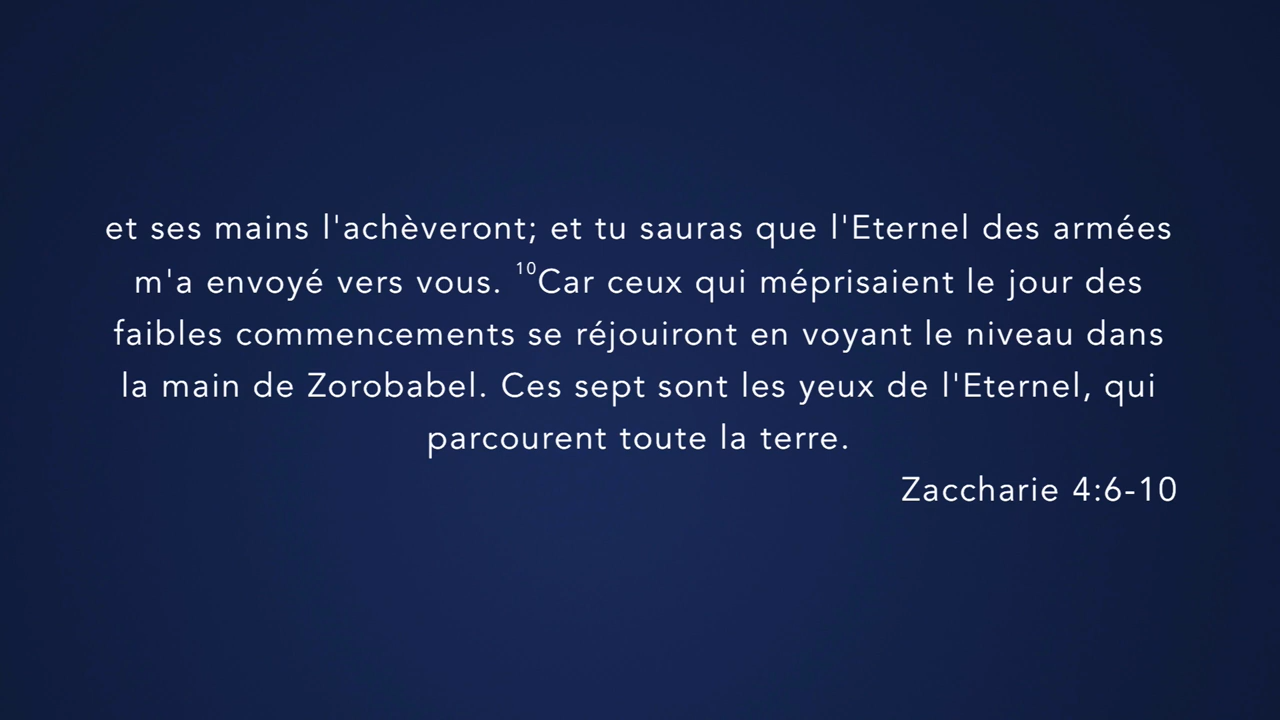 et ses mains l'achèveront; et tu sauras que l'Eternel des armées
m'a envoyé vers vous. ¹⁰Car ceux qui méprisaient le jour des
faibles commencements se réjouiront en voyant le niveau dans
la main de Zorobabel. Ces sept sont les yeux de l'Eternel, qui
parcourent toute la terre.
Zaccharie 4:6-10